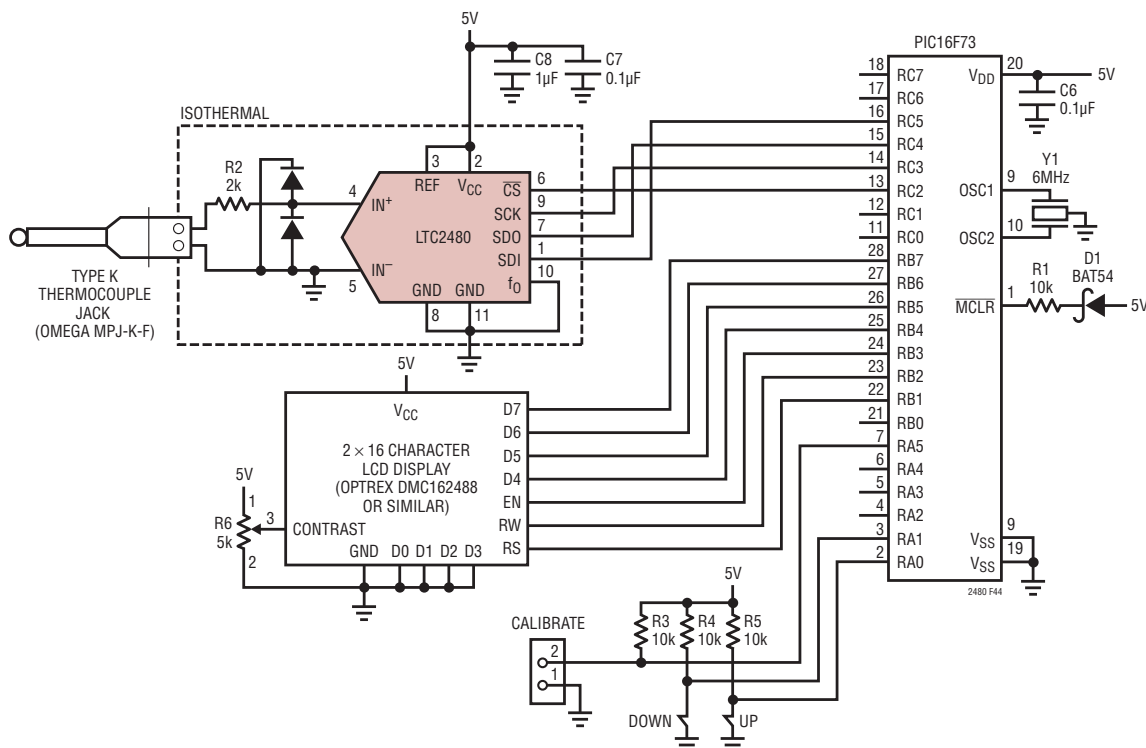 5V
C8
1µF
C7
0.1µF
ISOTHERMAL
R2
2k
TYPE K
THERMOCOUPLE
JACK
(OMEGA MPJ-K-F)
4
IN+
5
IN–
3
REF
2
VCC
LTC2480
GND
8
GND
11
CS
6
SCK
9
SDO
7
SDI
1
fO
10
PIC16F73
18
RC7
17
RC6
16
RC5
15
RC4
14
RC3
13
RC2
12
RC1
11
RC0
28
RB7
27
RB6
26
RB5
25
RB4
24
RB3
23
RB2
22
RB1
21
RB0
7
RA5
6
RA4
5
RA3
4
RA2
3
RA1
2
RA0
VDD
20
5V
C6
0.1µF
Y1
6MHz
OSC1
9
OSC2
10
MCLR
1
R1
10k
D1
BAT54
5V
VSS
9
VSS
19
2480 F44
5V
VCC
2 × 16 CHARACTER
LCD DISPLAY
(OPTREX DMC162488
OR SIMILAR)
D7
D6
D5
D4
EN
RW
RS
5V
1
R6
5k
2
3
CONTRAST
GND
D0
D1
D2
D3
5V
R3
10k
R4
10k
R5
10k
CALIBRATE
2
1
DOWN
UP